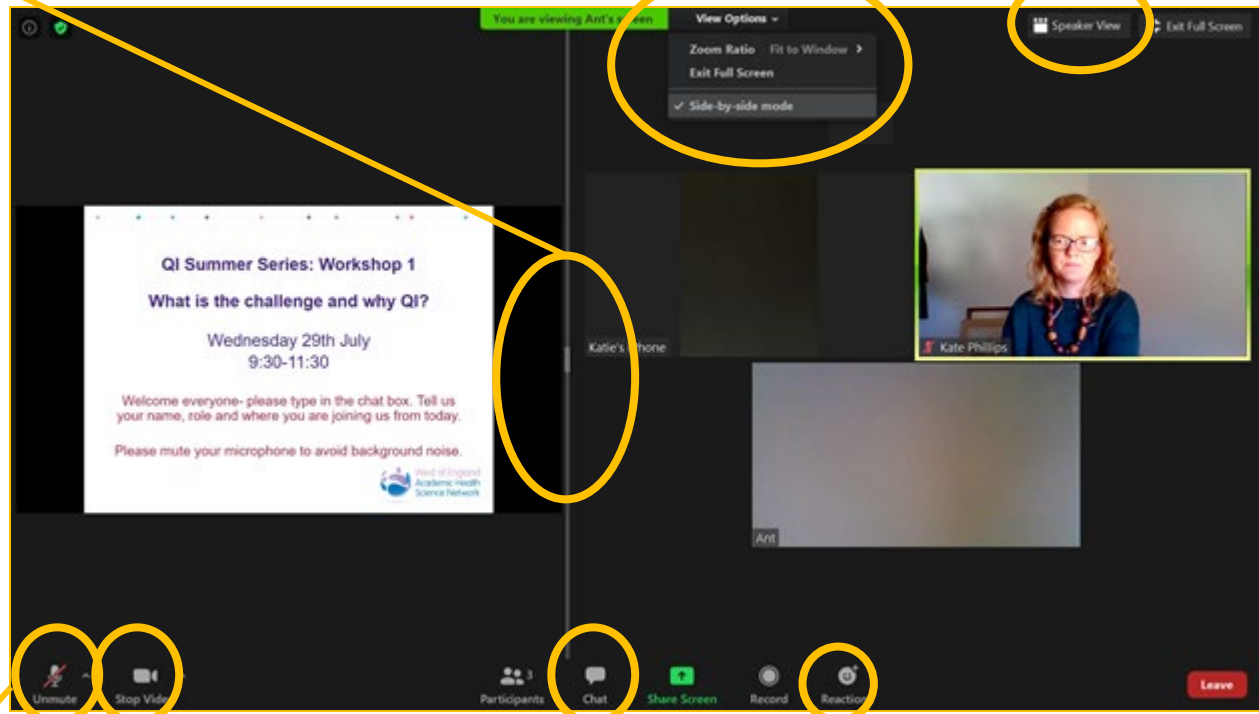 You are viewing Ant's screen
View Options
Speaker View
Exit Full Screen
Zoom Ratio Fit to Window
Exit Full Screen
Side-by-side mode
QI Summer Series: Workshop 1
What is the challenge and why QI?
Wednesday 29th July
9:30-11:30
Welcome everyone- please type in the chat box. Tell us
your name, role and where you are joining us from today.
Please mute your microphone to avoid background noise.
West of England
Academic Health
Science Network
Katie's iPhone
Kate Phillips
Ant
Unmute
Stop Video
Participants
3
Chat
Share Screen
Record
Reactions
Leave